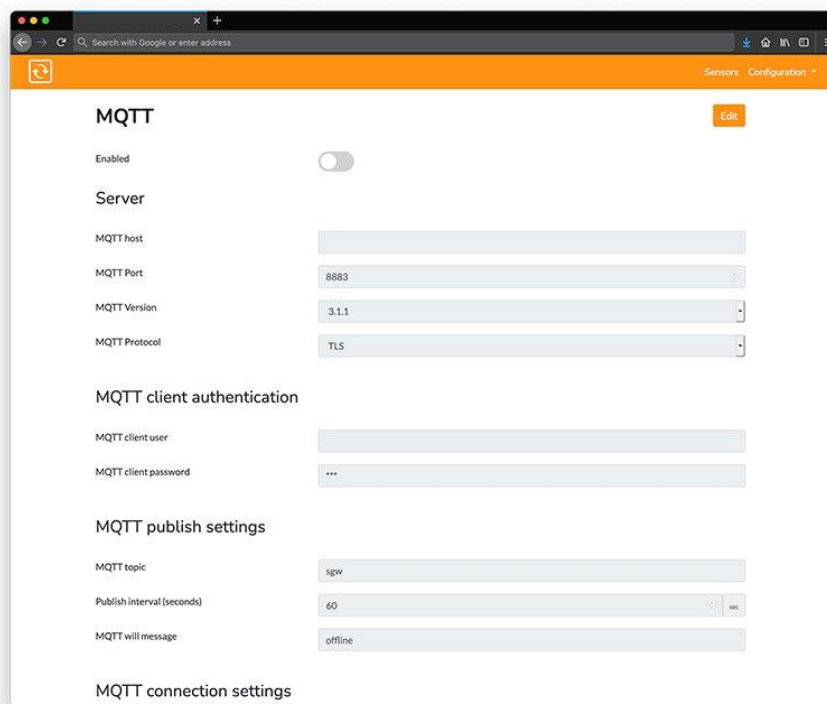 Search with Google or enter address
Sensors Configuration
MQTT
Edit
Enabled
Server
MQTT host
MQTT Port 8883
MQTT Version 3.1.1
MQTT Protocol TLS
MQTT client authentication
MQTT client user
MQTT client password ***
MQTT publish settings
MQTT topic sgw
Publish interval (seconds) 60 sec
MQTT will message offline
MQTT connection settings